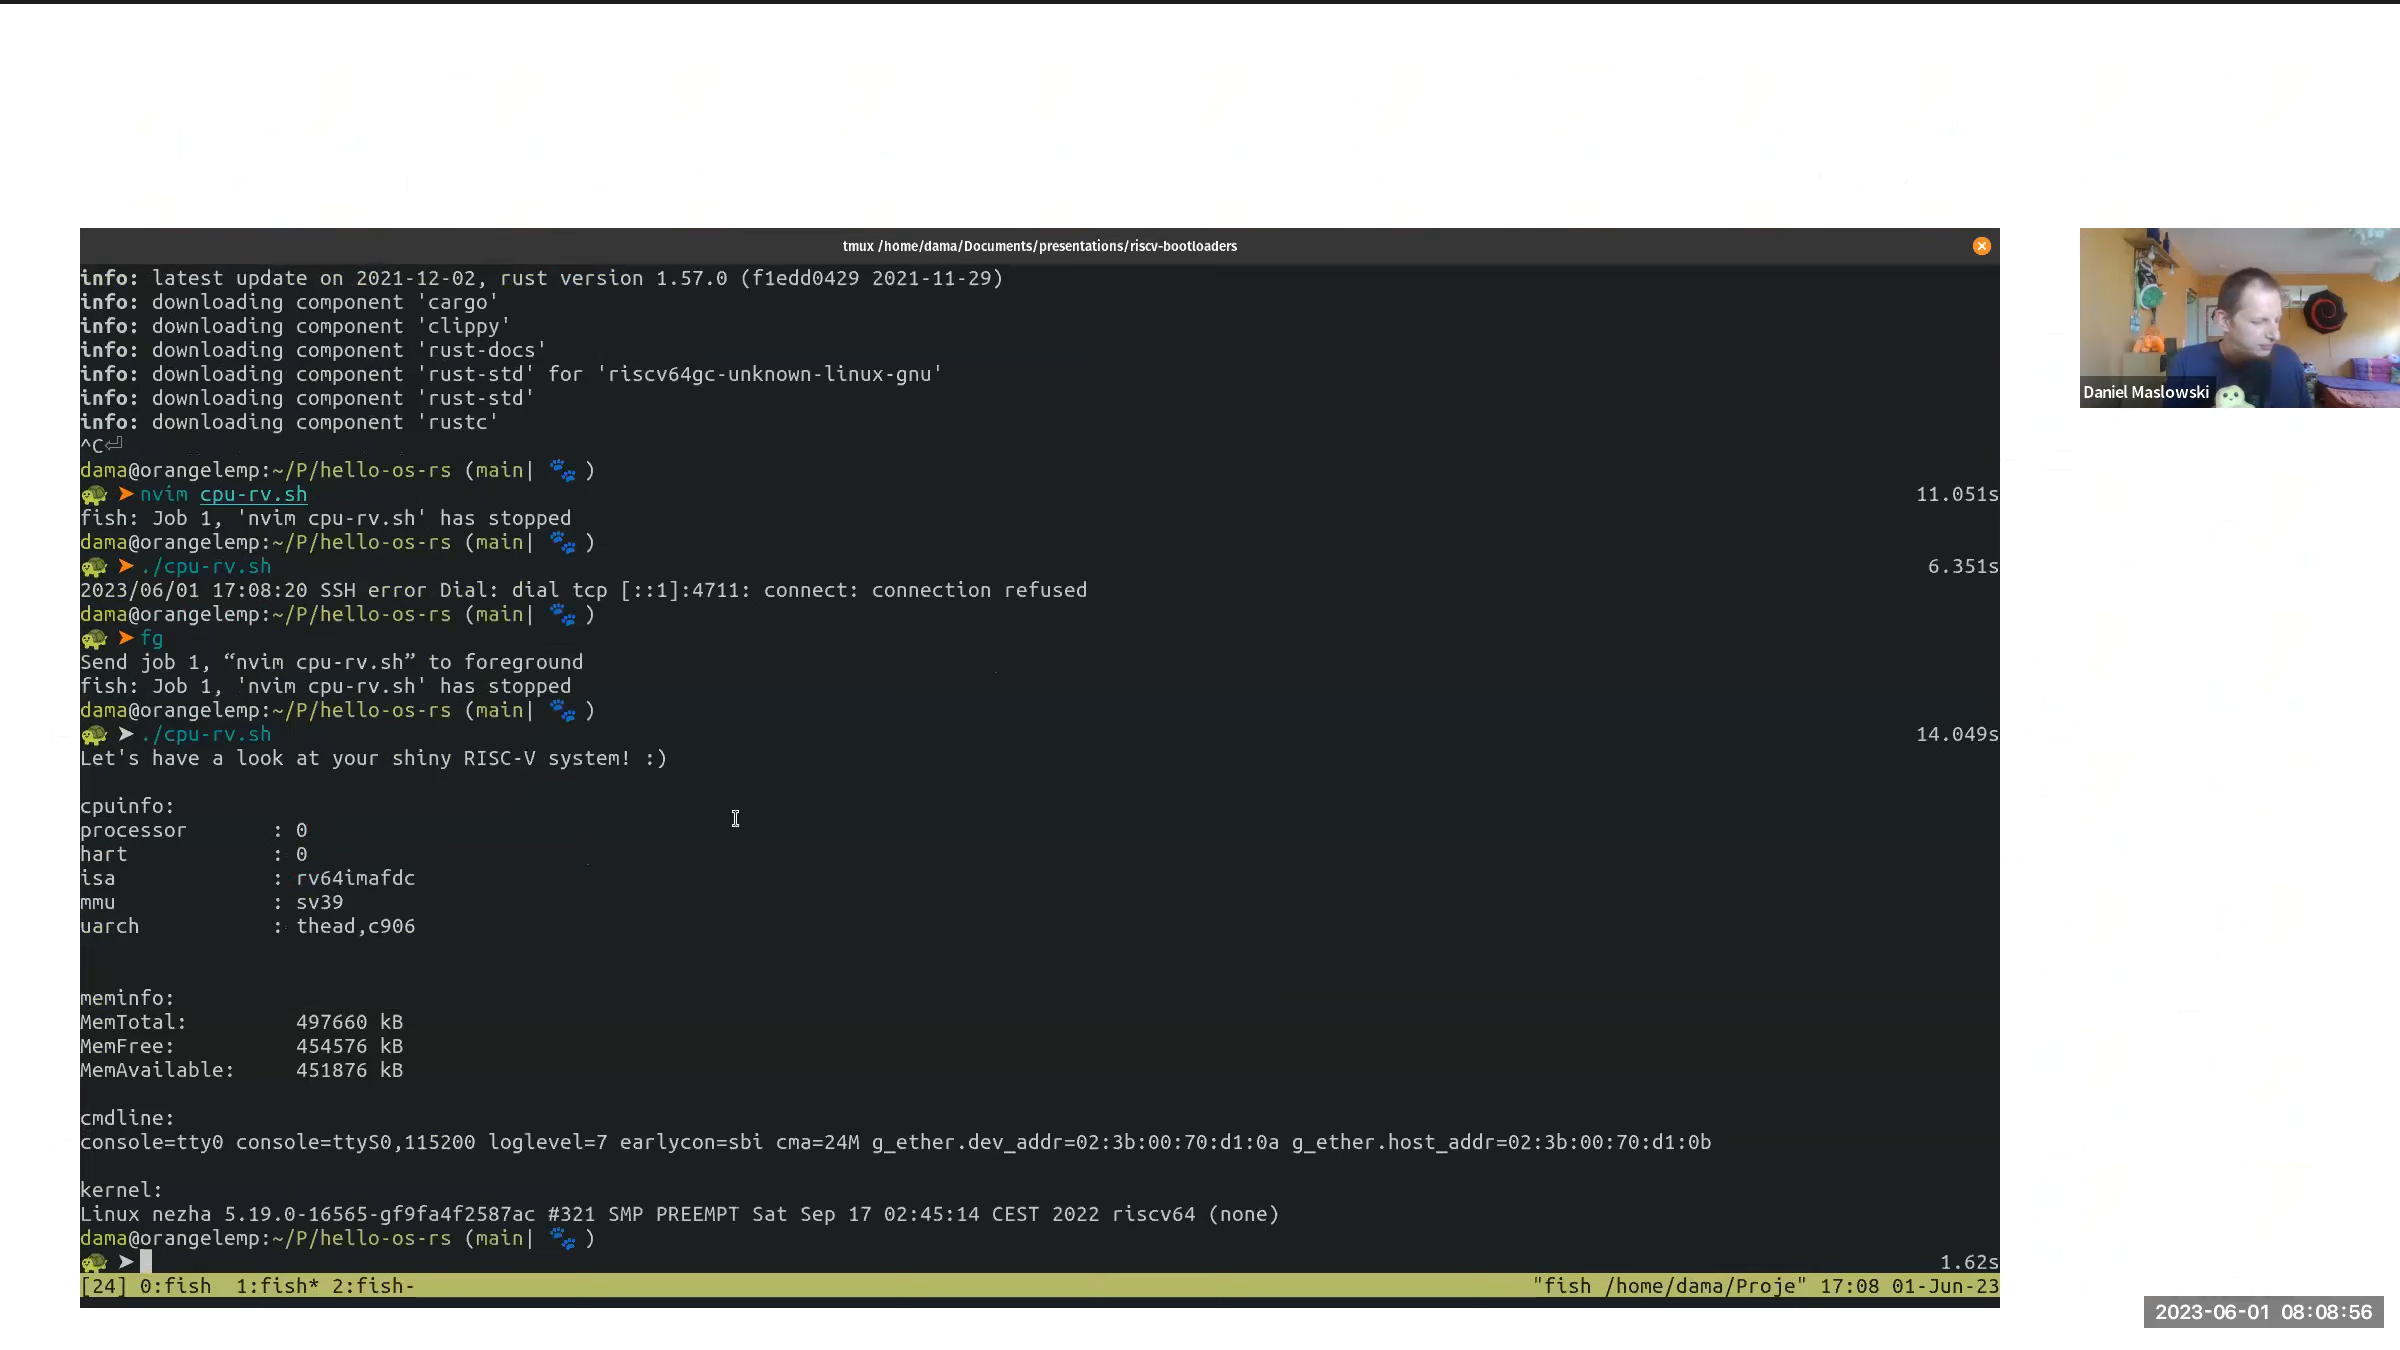 tmux /home/dama/Documents/presentations/riscv-bootloaders
info: latest update on 2021-12-02, rust version 1.57.0 (f1edd0429 2021-11-29)
info: downloading component 'cargo'
info: downloading component 'clippy'
info: downloading component 'rust-docs'
info: downloading component 'rust-std' for 'riscv64gc-unknown-linux-gnu'
info: downloading component 'rust-std'
info: downloading component 'rustc'
^C⏎
dama@orangelemp:~/P/hello-os-rs (main| 🐾 )
🐢 ➤ nvim cpu-rv.sh 11.051s
fish: Job 1, 'nvim cpu-rv.sh' has stopped
dama@orangelemp:~/P/hello-os-rs (main| 🐾 )
🐢 ➤ ./cpu-rv.sh 6.351s
2023/06/01 17:08:20 SSH error Dial: dial tcp [::1]:4711: connect: connection refused
dama@orangelemp:~/P/hello-os-rs (main| 🐾 )
🐢 ➤ fg
Send job 1, “nvim cpu-rv.sh” to foreground
fish: Job 1, 'nvim cpu-rv.sh' has stopped
dama@orangelemp:~/P/hello-os-rs (main| 🐾 )
🐢 ➤ ./cpu-rv.sh 14.049s
Let's have a look at your shiny RISC-V system! :)
cpuinfo:
processor : 0
hart : 0
isa : rv64imafdc
mmu : sv39
uarch : thead,c906
meminfo:
MemTotal: 497660 kB
MemFree: 454576 kB
MemAvailable: 451876 kB
cmdline:
console=tty0 console=ttyS0,115200 loglevel=7 earlycon=sbi cma=24M g_ether.dev_addr=02:3b:00:70:d1:0a g_ether.host_addr=02:3b:00:70:d1:0b
kernel:
Linux nezha 5.19.0-16565-gf9fa4f2587ac #321 SMP PREEMPT Sat Sep 17 02:45:14 CEST 2022 riscv64 (none)
dama@orangelemp:~/P/hello-os-rs (main| 🐾 )
🐢 ➤ 1.62s
[24] 0:fish 1:fish* 2:fish- "fish /home/dama/Proje" 17:08 01-Jun-23
Daniel Maslowski
2023-06-01 08:08:56